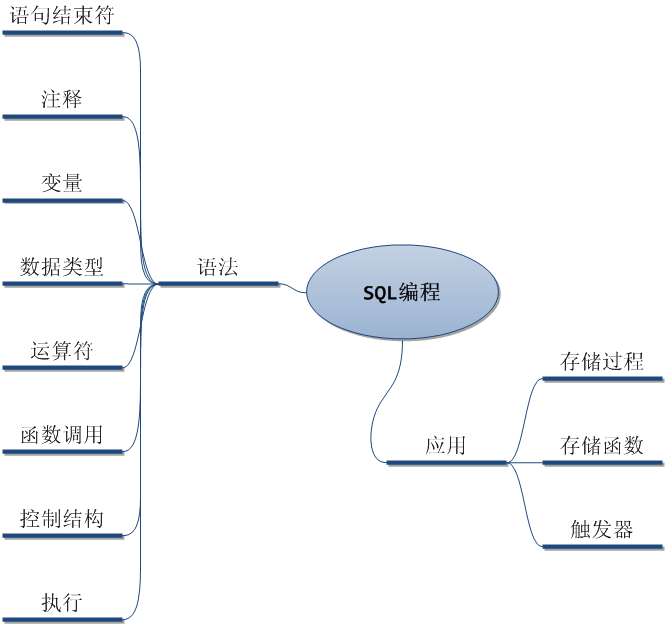 语句结束符
注释
变量
数据类型
语法
运算符
函数调用
控制结构
执行
SQL编程
应用
存储过程
存储函数
触发器